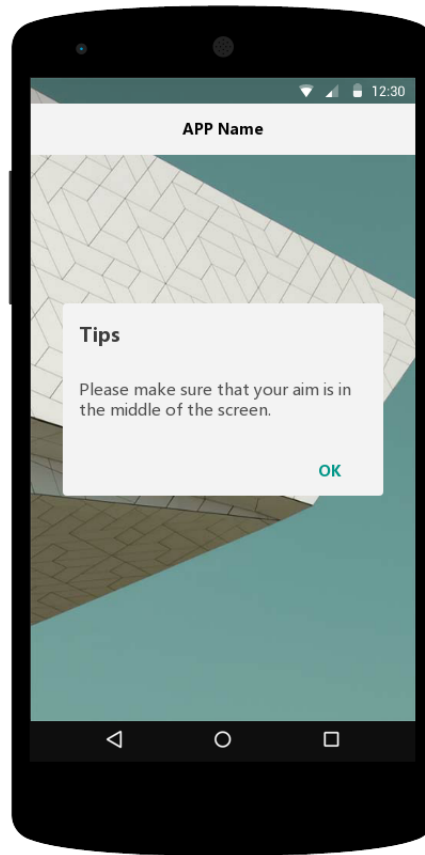 12:30
APP Name
Tips
Please make sure that your aim is in
the middle of the screen.
OK